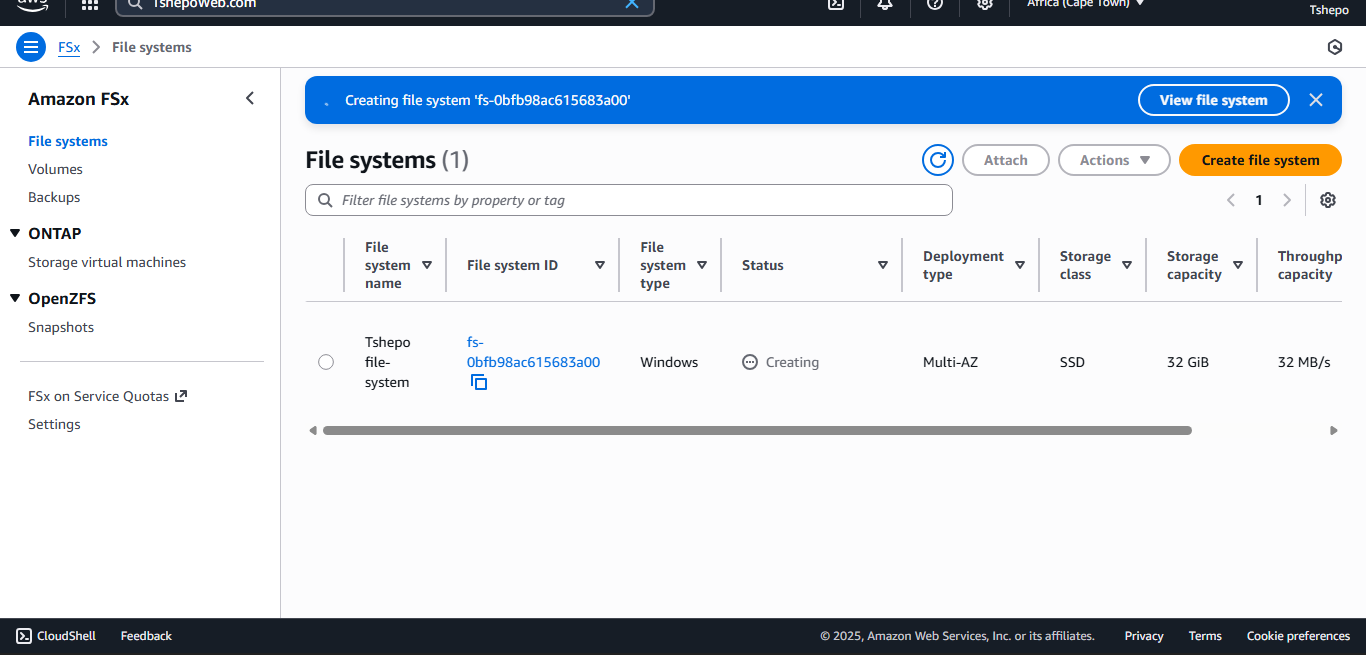 aws
TshepoWeb.com
Africa (Cape Town)
Tshepo
FSx
File systems
Amazon FSx
File systems
Volumes
Backups
ONTAP
Storage virtual machines
OpenZFS
Snapshots
FSx on Service Quotas
Settings
Creating file system 'fs-0bfb98ac615683a00'
View file system
File systems (1)
Attach
Actions
Create file system
Filter file systems by property or tag
1
File
system
name
File system ID
File
system
type
Status
Deployment
type
Storage
class
Storage
capacity
Throughp
capacity
Tshepo
file-
system
fs-
0bfb98ac615683a00
Windows
Creating
Multi-AZ
SSD
32 GiB
32 MB/s
CloudShell
Feedback
© 2025, Amazon Web Services, Inc. or its affiliates.
Privacy
Terms
Cookie preferences